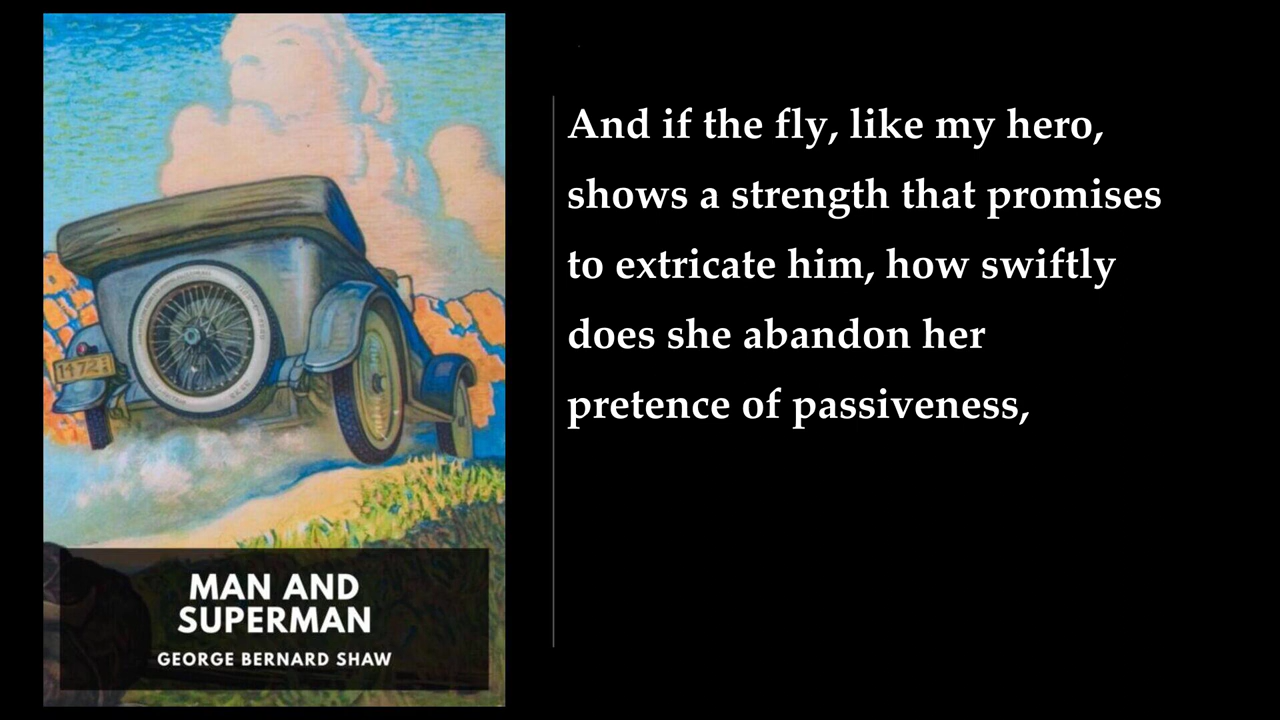 And if the fly, like my hero,
shows a strength that promises
to extricate him, how swiftly
does she abandon her
pretence of passiveness,
1472
MAN AND
SUPERMAN
GEORGE BERNARD SHAW